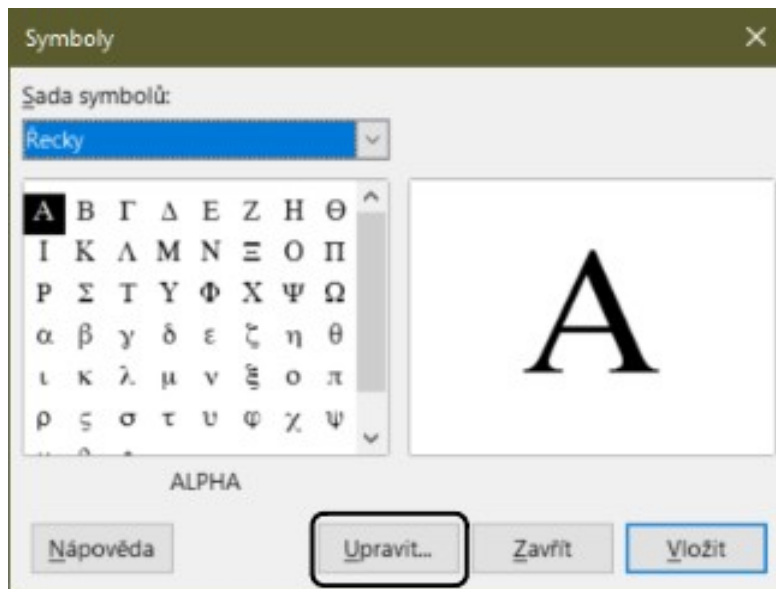 Symboly
Sada symbolů:
Řecky
Α Β Γ Δ Ε Ζ Η Θ
Ι Κ Λ Μ Ν Ξ Ο Π
Ρ Σ Τ Υ Φ Χ Ψ Ω
α β γ δ ε ζ η θ
ι κ λ μ ν ξ ο π
ρ ς σ τ υ φ χ ψ
Α
ALPHA
Nápověda Upravit... Zavřít Vložit